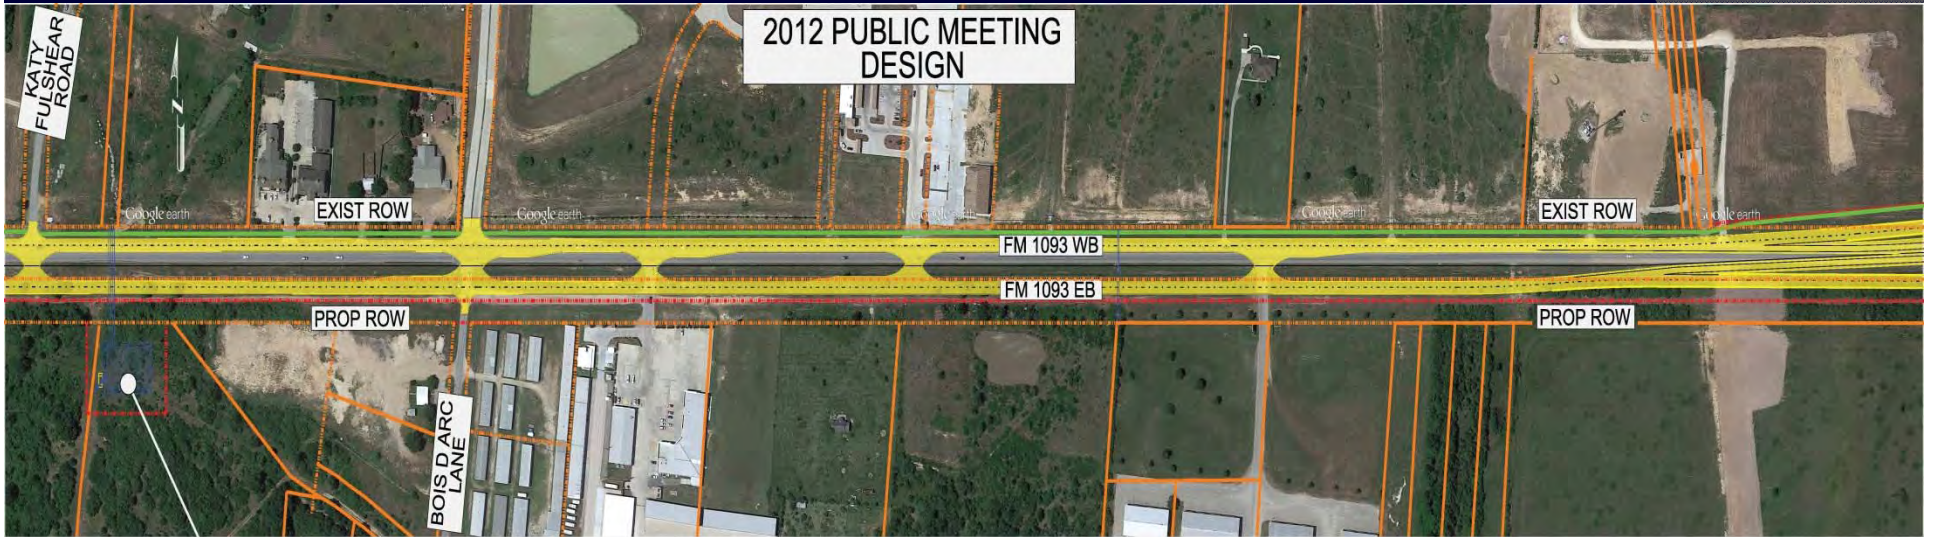 2012 PUBLIC MEETING
DESIGN
KATY
FULSHEAR
ROAD
N
EXIST ROW
EXIST ROW
Google earth
Google earth
Google earth
Google earth
Google earth
FM 1093 WB
FM 1093 EB
PROP ROW
PROP ROW
BOIS D ARC
LANE